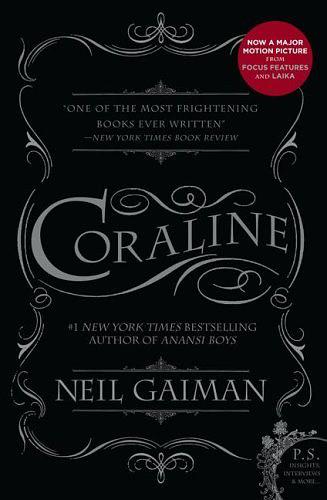 NOW A MAJOR
MOTION PICTURE
FROM
FOCUS FEATURES
AND LAIKA
"ONE OF THE MOST FRIGHTENING
BOOKS EVER WRITTEN"
—NEW YORK TIMES BOOK REVIEW
CORALINE
#1 NEW YORK TIMES BESTSELLING
AUTHOR OF ANANSI BOYS
NEIL GAIMAN
P.S.
INSIGHTS,
INTERVIEWS
& MORE...